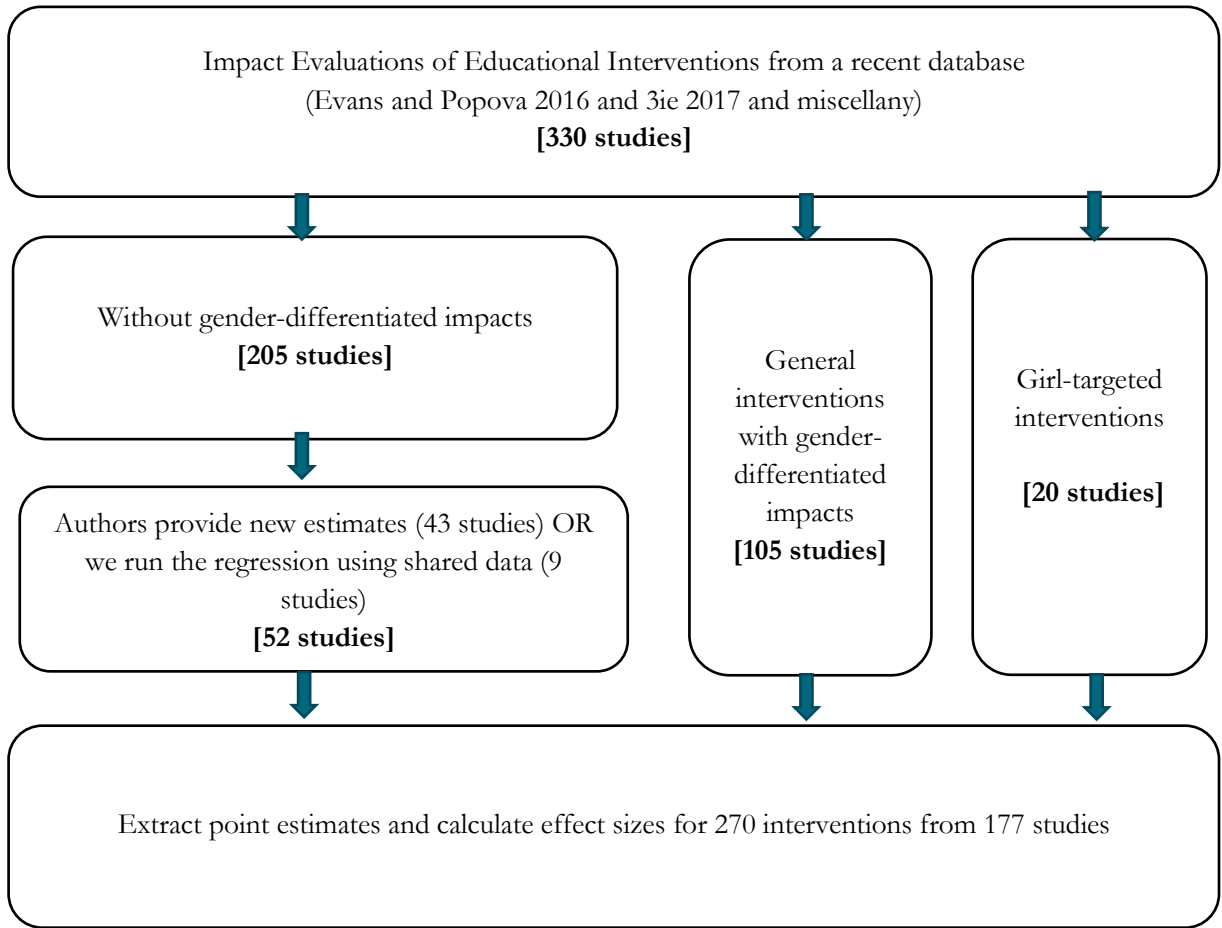 Impact Evaluations of Educational Interventions from a recent database
(Evans and Popova 2016 and 3ie 2017 and miscellany)
[330 studies]
Without gender-differentiated impacts
[205 studies]
Authors provide new estimates (43 studies) OR
we run the regression using shared data (9
studies)
[52 studies]
General
interventions
with gender-
differentiated
impacts
[105 studies]
Girl-targeted
interventions
[20 studies]
Extract point estimates and calculate effect sizes for 270 interventions from 177 studies